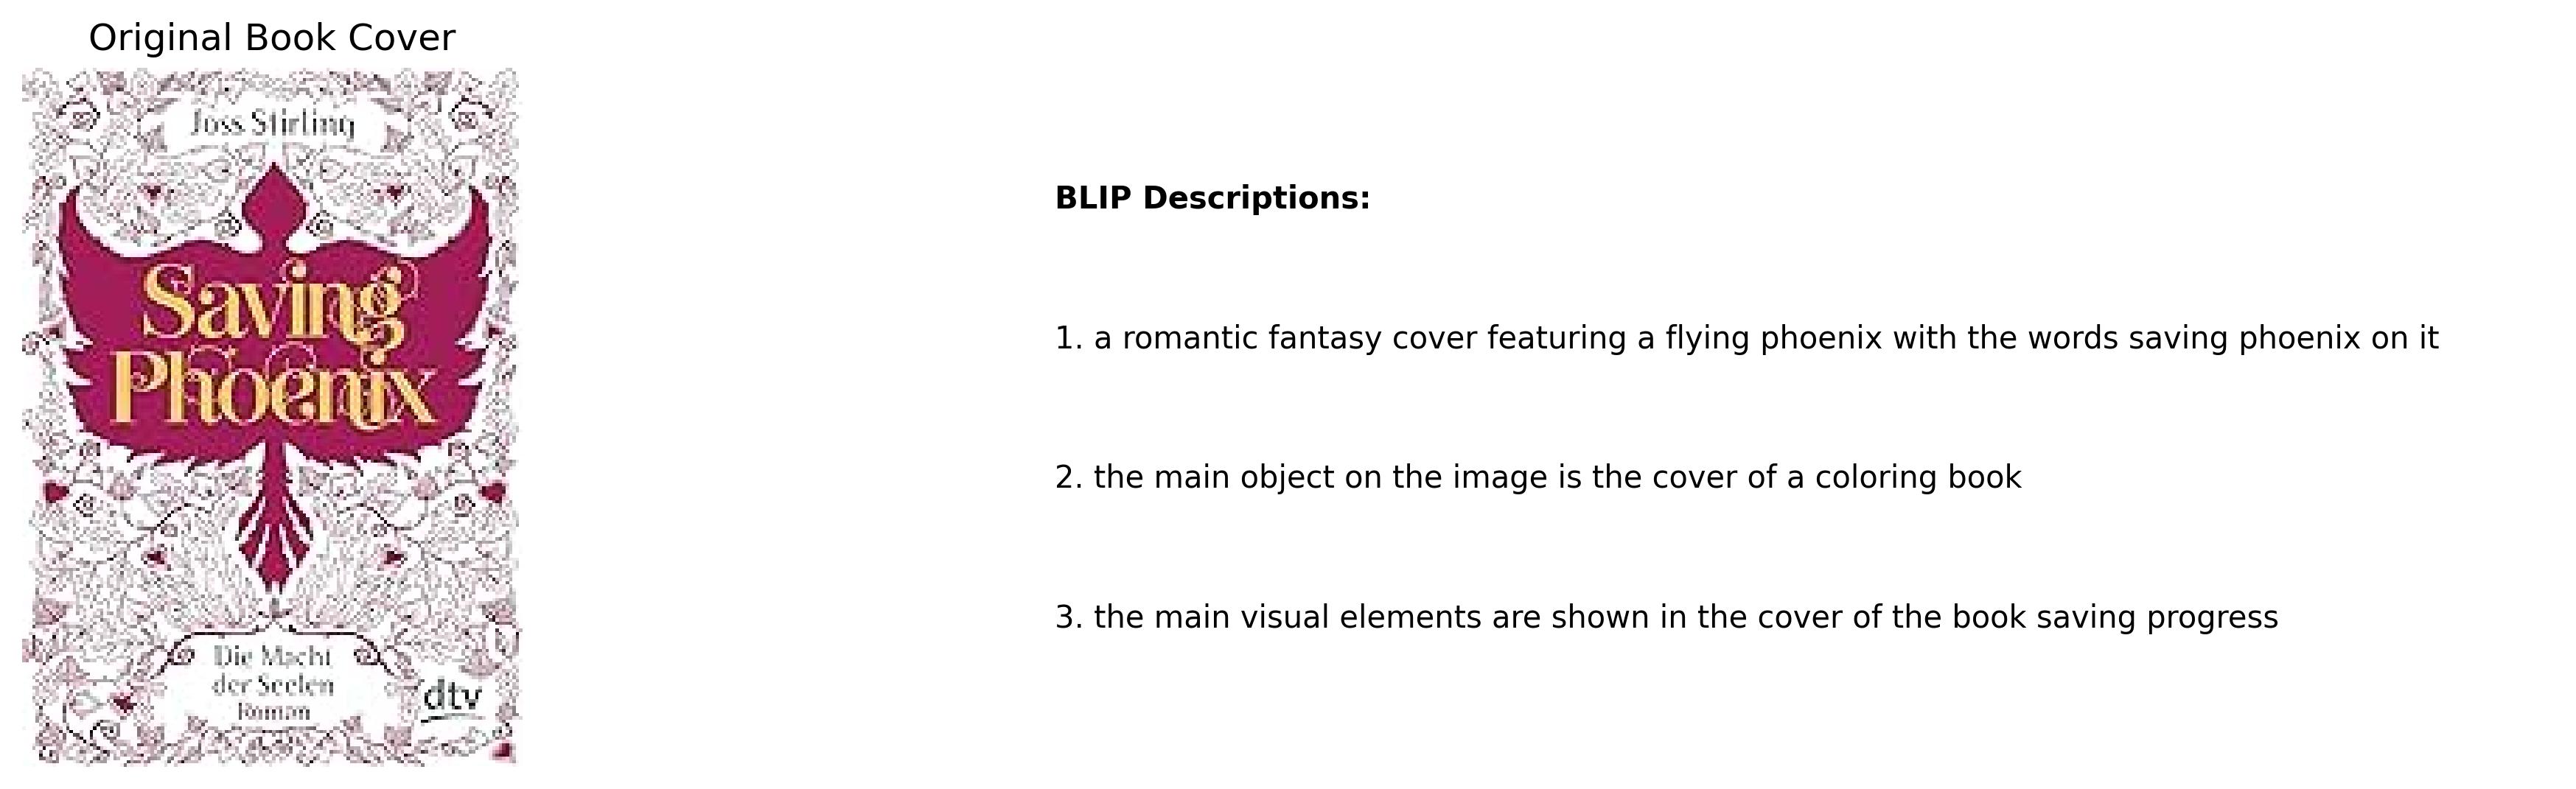 Original Book Cover
Joss Stirling
Saving
Phoenix
Die Macht
der Seelen
Roman
dtv
BLIP Descriptions:
1. a romantic fantasy cover featuring a flying phoenix with the words saving phoenix on it
2. the main object on the image is the cover of a coloring book
3. the main visual elements are shown in the cover of the book saving progress